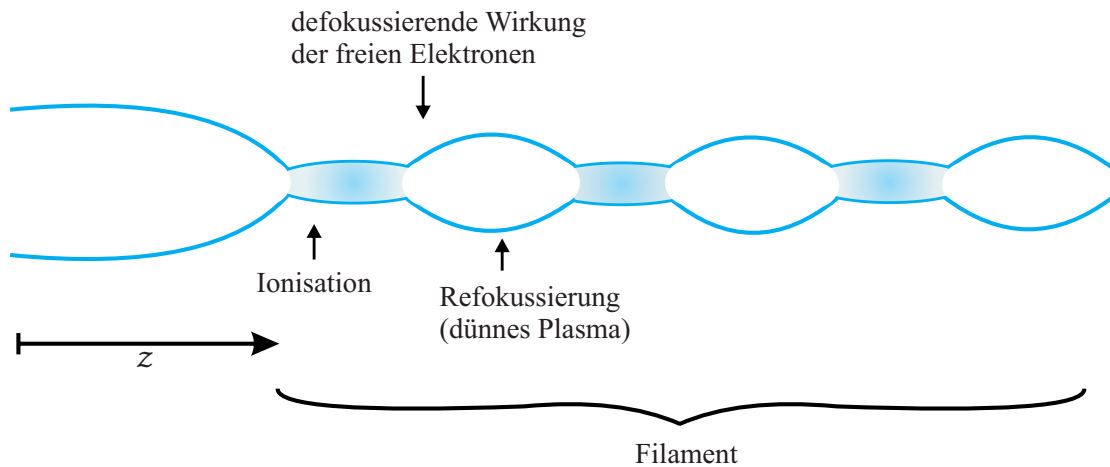 defokussierende Wirkung
der freien Elektronen
Ionisation
Refokussierung
(dünnes Plasma)
z
Filament